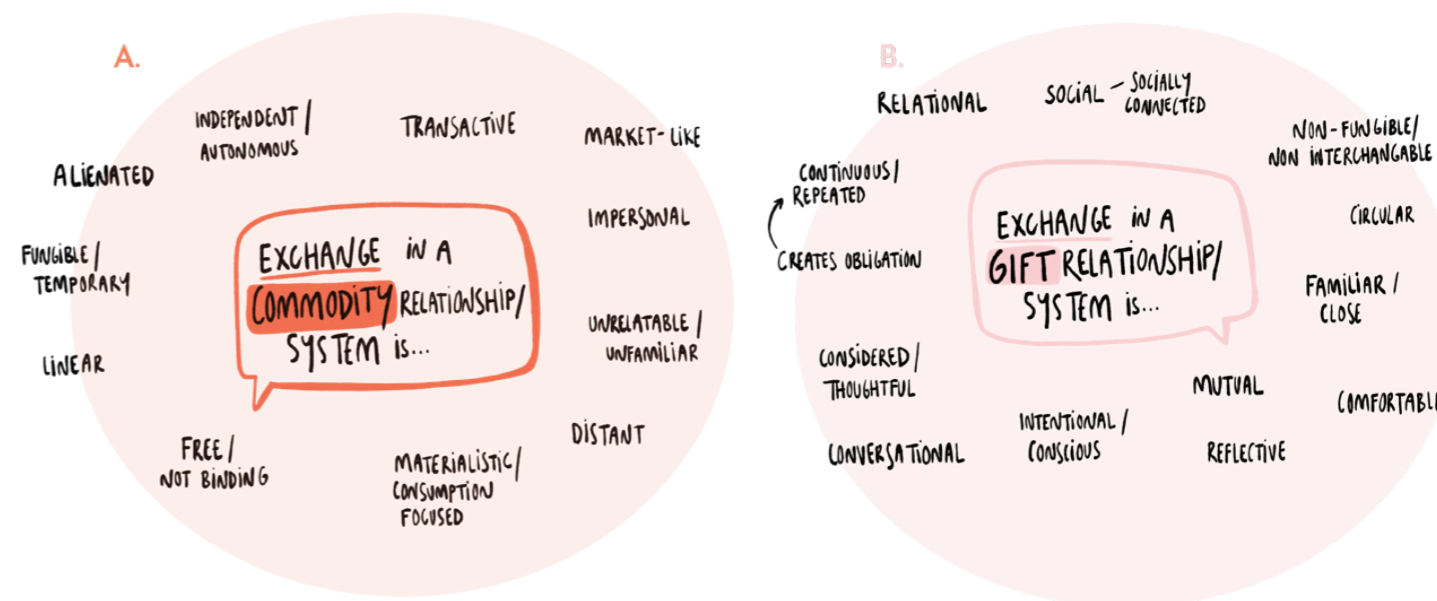 A.
INDEPENDENT /
AUTONOMOUS
TRANSACTIVE
MARKET-LIKE
ALIENATED
IMPERSONAL
FUNGIBLE /
TEMPORARY
EXCHANGE IN A
COMMODITY RELATIONSHIP/
SYSTEM IS...
UNRELATABLE /
UNFAMILIAR
LINEAR
DISTANT
FREE /
NOT BINDING
MATERIALISTIC/
CONSUMPTION
FOCUSED
B.
RELATIONAL
SOCIAL – SOCIALLY
CONNECTED
NON-FUNGIBLE/
NON INTERCHANGABLE
CONTINUOUS/
REPEATED
CIRCULAR
CREATES OBLIGATION
EXCHANGE IN A
GIFT RELATIONSHIP/
SYSTEM IS...
FAMILIAR /
CLOSE
CONSIDERED /
THOUGHTFUL
MUTUAL
COMFORTABLE
INTENTIONAL /
CONSCIOUS
CONVERSATIONAL
REFLECTIVE